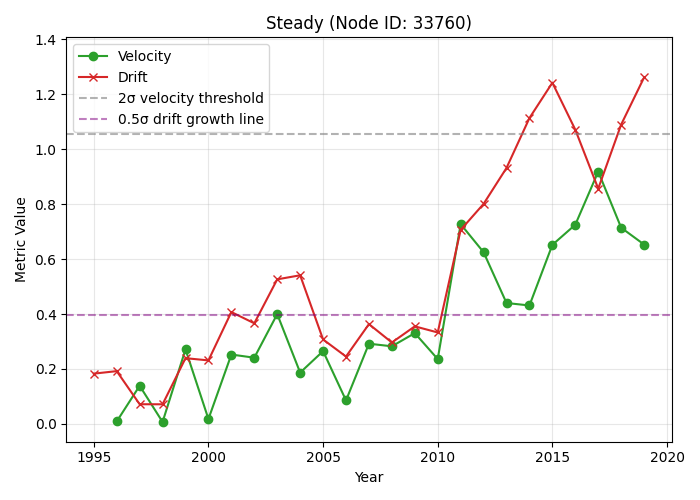 Steady (Node ID: 33760)
Velocity
Drift
2σ velocity threshold
0.5σ drift growth line
Metric Value
1.4
1.2
1.0
0.8
0.6
0.4
0.2
0.0
1995 2000 2005 2010 2015 2020
Year